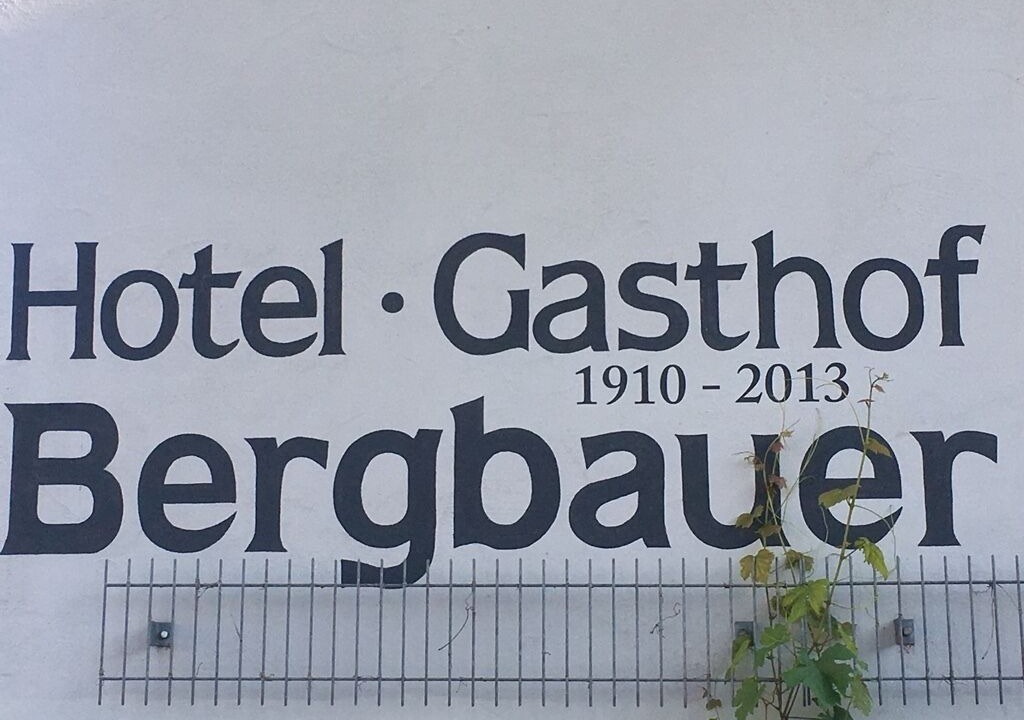 Hotel · Gasthof
1910 - 2013
Bergbauer